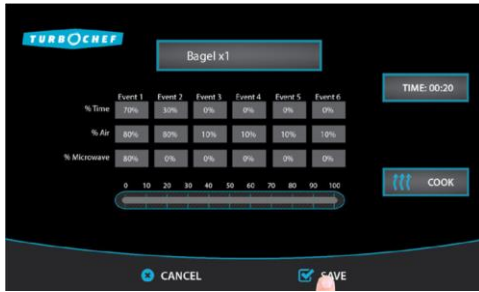 TURBOCHEF
Bagel x1
TIME: 00:20
Event 1 Event 2 Event 3 Event 4 Event 5 Event 6
% Time 70% 30% 0% 0% 0% 0%
% Air 80% 80% 10% 10% 10% 10%
% Microwave 80% 0% 0% 0% 0% 0%
0 10 20 30 40 50 60 70 80 90 100
COOK
CANCEL SAVE